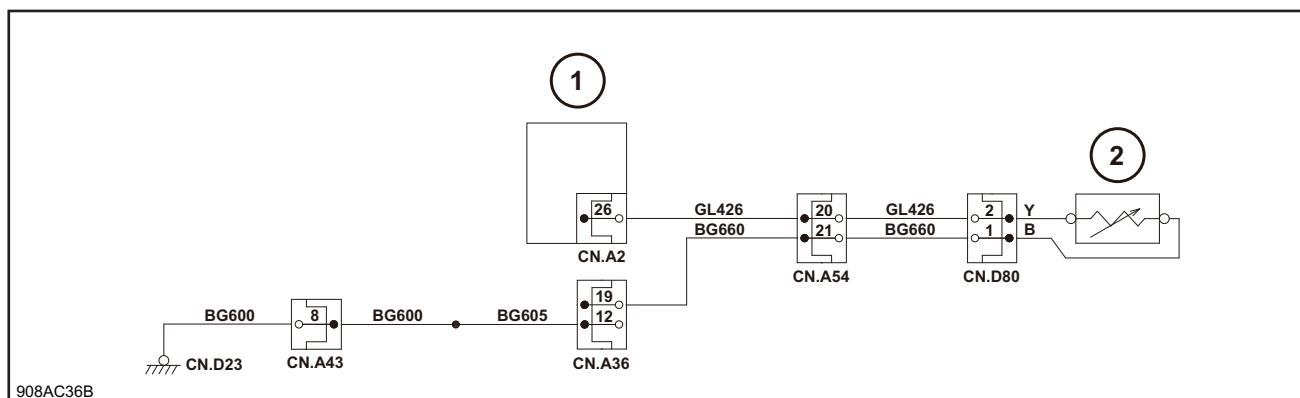 1
2
26
GL426
20
GL426
2
Y
BG660
21
BG660
1
B
CN.A2
CN.A54
CN.D80
19
BG600
8
BG600
BG605
12
CN.D23
CN.A43
CN.A36
908AC36B